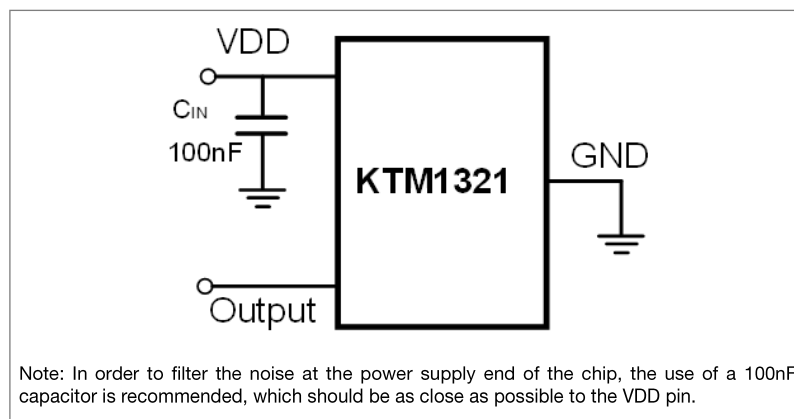 VDD
CIN
100nF
KTM1321
GND
Output
Note: In order to filter the noise at the power supply end of the chip, the use of a 100nF
capacitor is recommended, which should be as close as possible to the VDD pin.